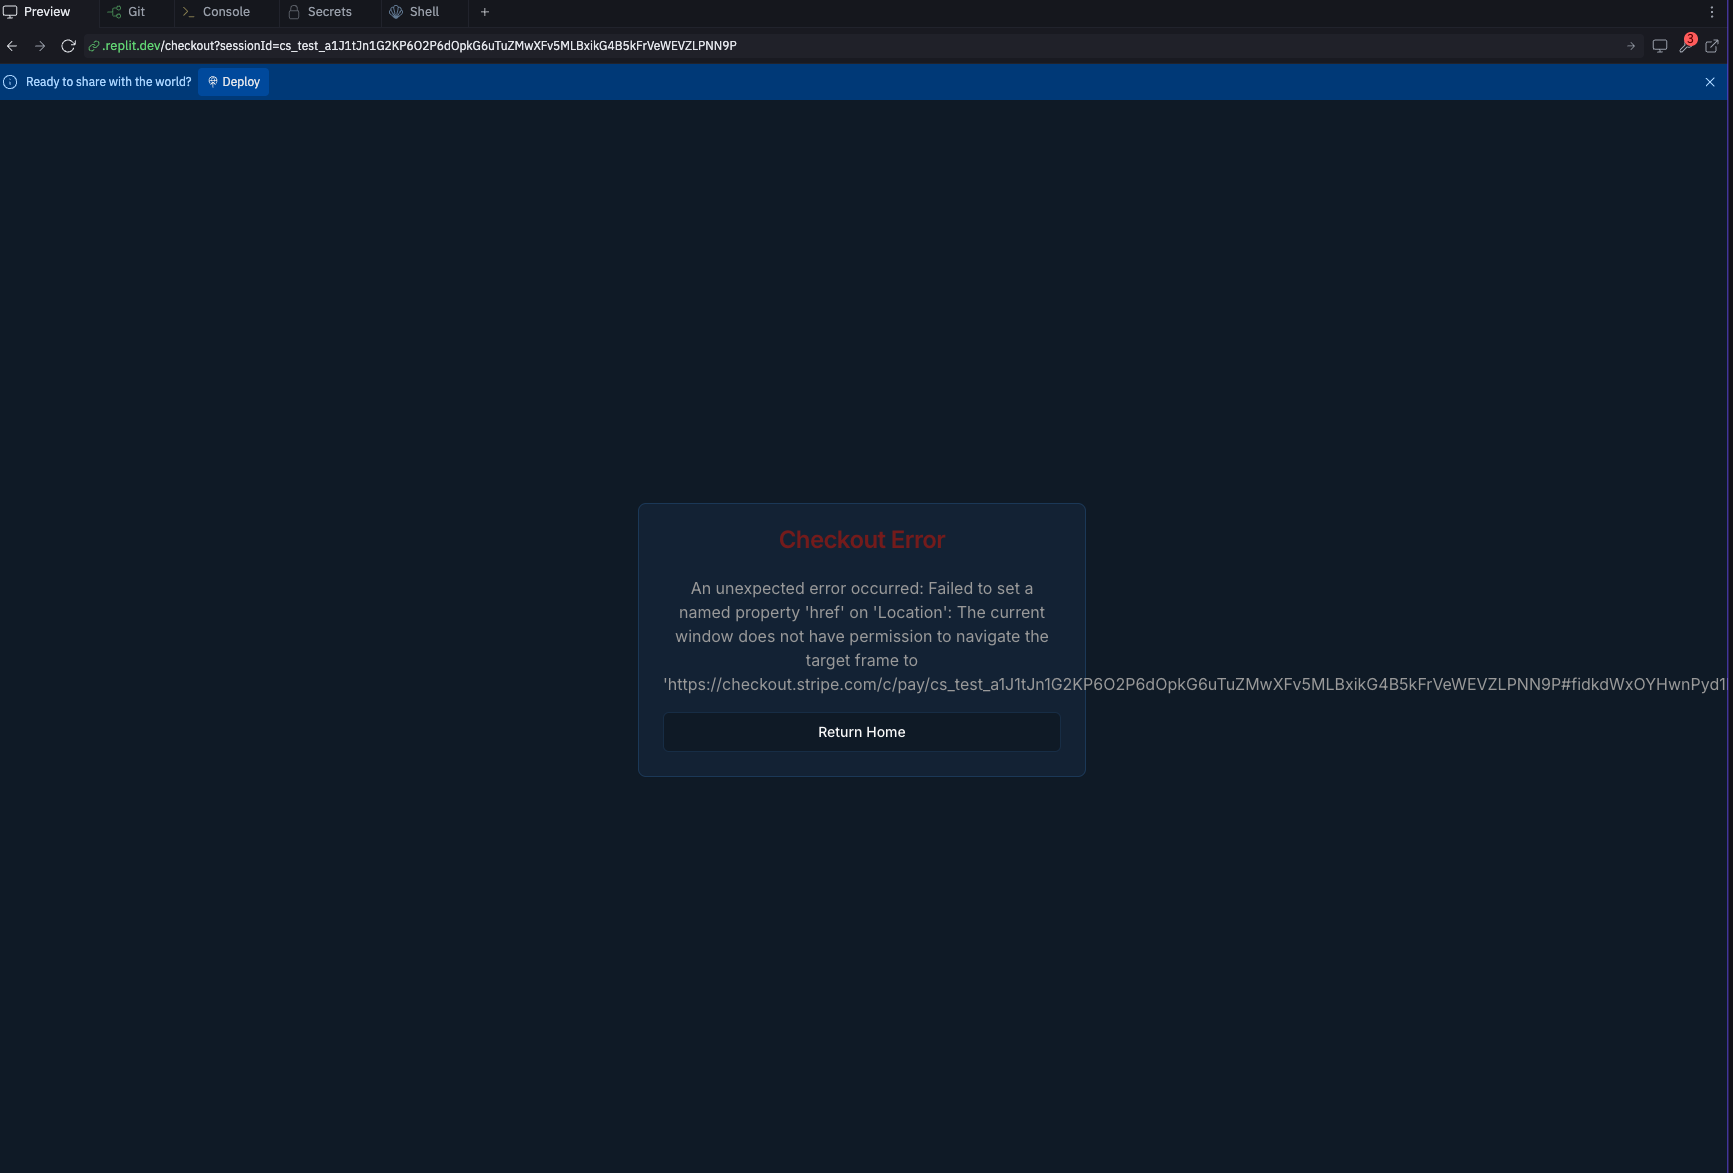 Preview Git Console Secrets Shell +
.replit.dev/checkout?sessionId=cs_test_a1J1tJn1G2KP6O2P6dOpkG6uTuZMwXFv5MLBxikG4B5kFrVeWEVZLPNN9P 3
Ready to share with the world? Deploy
Checkout Error
An unexpected error occurred: Failed to set a
named property 'href' on 'Location': The current
window does not have permission to navigate the
target frame to
'https://checkout.stripe.com/c/pay/cs_test_a1J1tJn1G2KP6O2P6dOpkG6uTuZMwXFv5MLBxikG4B5kFrVeWEVZLPNN9P#fidkdWxOYHwnPyd1
Return Home